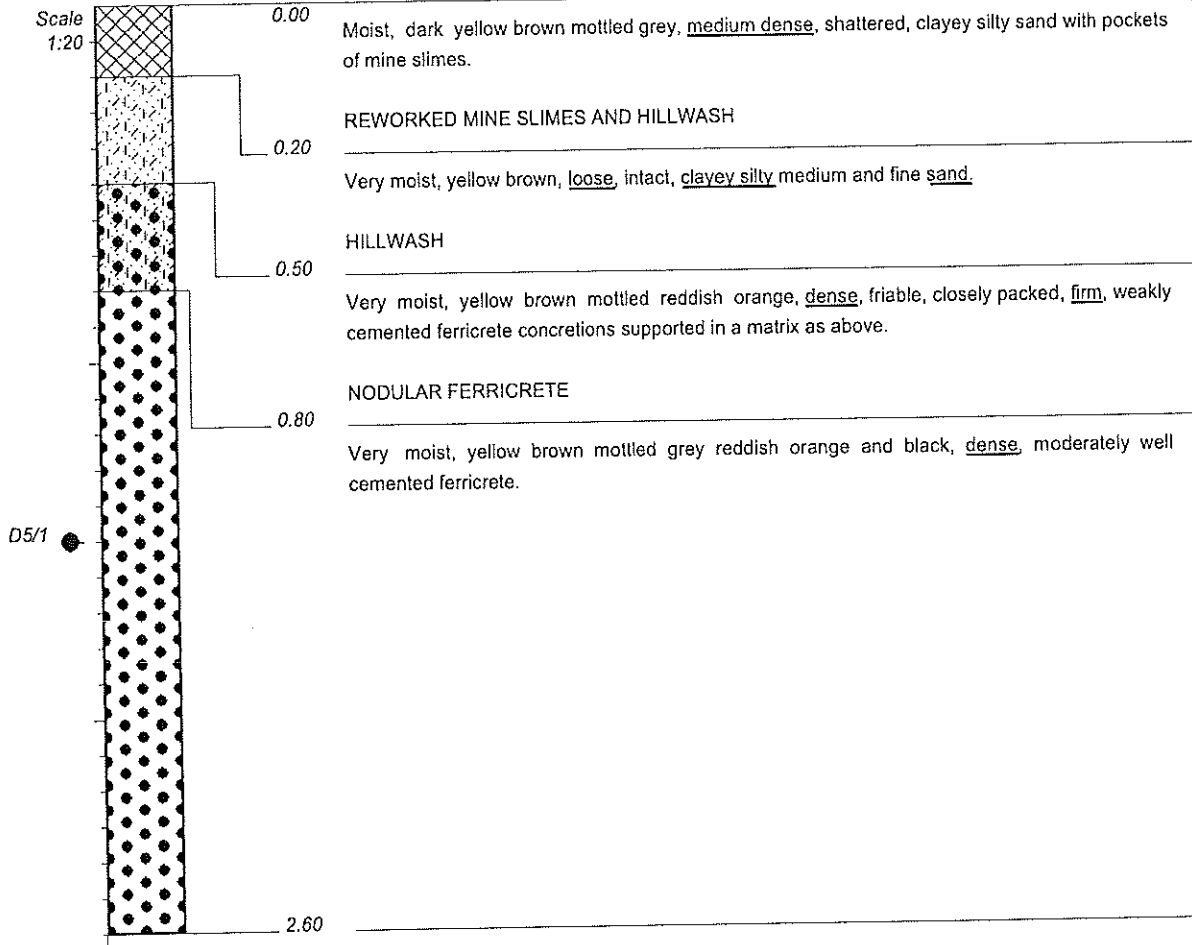 Scale
1:20
0.00
Moist, dark yellow brown mottled grey, medium dense, shattered, clayey silty sand with pockets
of mine slimes.
REWORKED MINE SLIMES AND HILLWASH
0.20
Very moist, yellow brown, loose, intact, clayey silty medium and fine sand.
HILLWASH
0.50
Very moist, yellow brown mottled reddish orange, dense, friable, closely packed, firm, weakly
cemented ferricrete concretions supported in a matrix as above.
NODULAR FERRICRETE
0.80
Very moist, yellow brown mottled grey reddish orange and black, dense, moderately well
cemented ferricrete.
D5/1
2.60